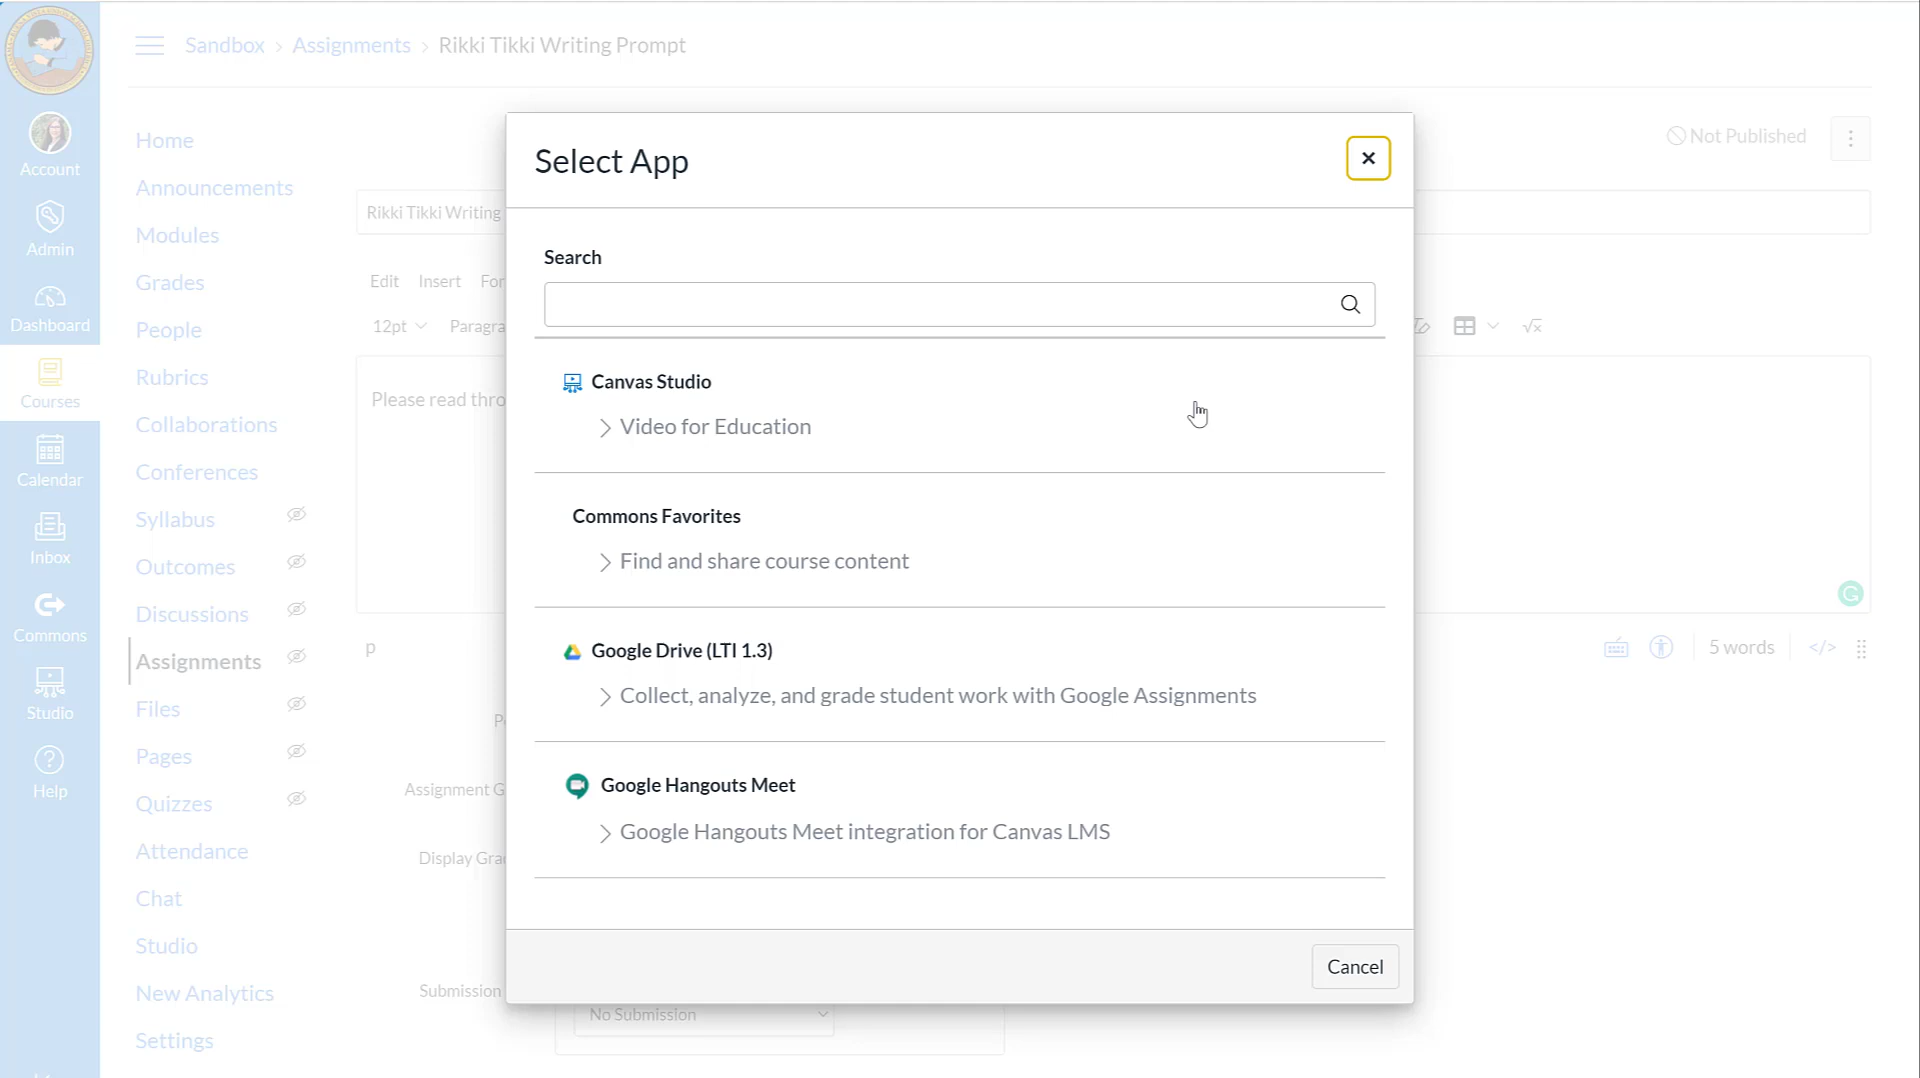 Sandbox > Assignments > Rikki Tikki Writing Prompt
Account
Admin
Dashboard
Courses
Calendar
Inbox
Commons
Studio
Help
Home
Announcements
Modules
Grades
People
Rubrics
Collaborations
Conferences
Syllabus
Outcomes
Discussions
Assignments
Files
Pages
Quizzes
Attendance
Chat
Studio
New Analytics
Settings
Not Published
Rikki Tikki Writing
Edit Insert For
12pt Paragra
Please read thro
p
5 words </>
Assignment G
Display Gra
Submission
No Submission
Select App
Search
Canvas Studio
Video for Education
Commons Favorites
Find and share course content
Google Drive (LTI 1.3)
Collect, analyze, and grade student work with Google Assignments
Google Hangouts Meet
Google Hangouts Meet integration for Canvas LMS
Cancel